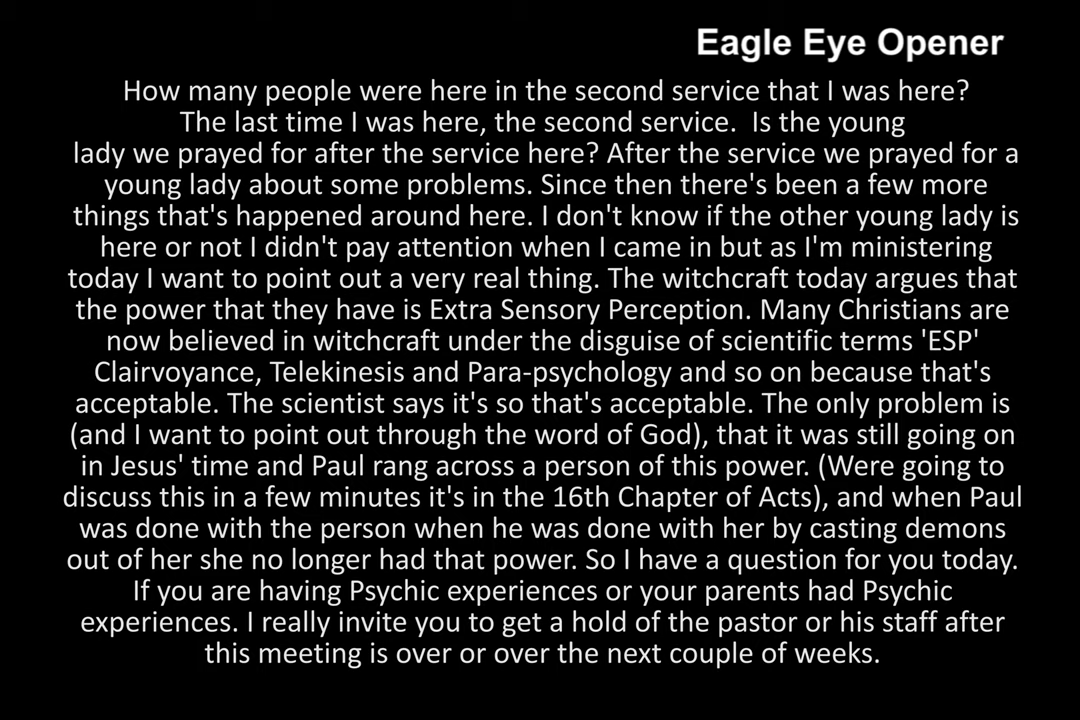 Eagle Eye Opener
How many people were here in the second service that I was here?
The last time I was here, the second service.  Is the young
lady we prayed for after the service here? After the service we prayed for a
young lady about some problems. Since then there's been a few more
things that's happened around here. I don't know if the other young lady is
here or not I didn't pay attention when I came in but as I'm ministering
today I want to point out a very real thing. The witchcraft today argues that
the power that they have is Extra Sensory Perception. Many Christians are
now believed in witchcraft under the disguise of scientific terms 'ESP'
Clairvoyance, Telekinesis and Para-psychology and so on because that's
acceptable. The scientist says it's so that's acceptable. The only problem is
(and I want to point out through the word of God), that it was still going on
in Jesus' time and Paul rang across a person of this power. (Were going to
discuss this in a few minutes it's in the 16th Chapter of Acts), and when Paul
was done with the person when he was done with her by casting demons
out of her she no longer had that power. So I have a question for you today.
If you are having Psychic experiences or your parents had Psychic
experiences. I really invite you to get a hold of the pastor or his staff after
this meeting is over or over the next couple of weeks.